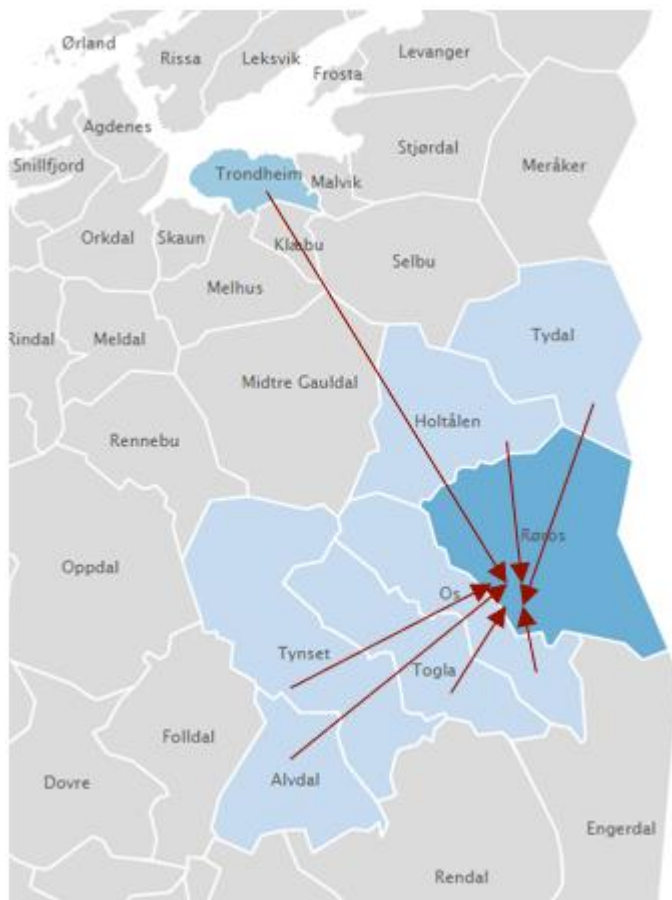 Ørland
Rissa
Leksvik
Levanger
Frosta
Agdenes
Stjørdal
Snillfjord
Meråker
Trondheim
Malvik
Orkdal
Skaun
Klæbu
Selbu
Melhus
Rindal
Meldal
Tydal
Midtre Gauldal
Holtålen
Rennebu
Røros
Oppdal
Os
Tynset
Togla
Folldal
Alvdal
Dovre
Engerdal
Rendal